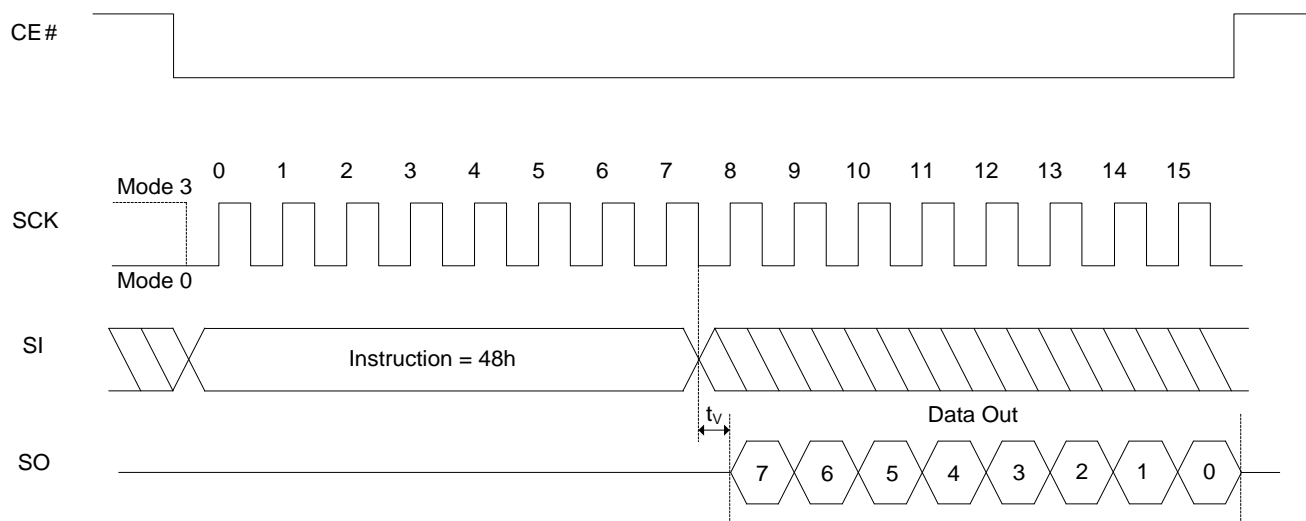 CE#
0 1 2 3 4 5 6 7 8 9 10 11 12 13 14 15
Mode 3
SCK
Mode 0
SI
Instruction = 48h
tV
Data Out
SO
7 6 5 4 3 2 1 0